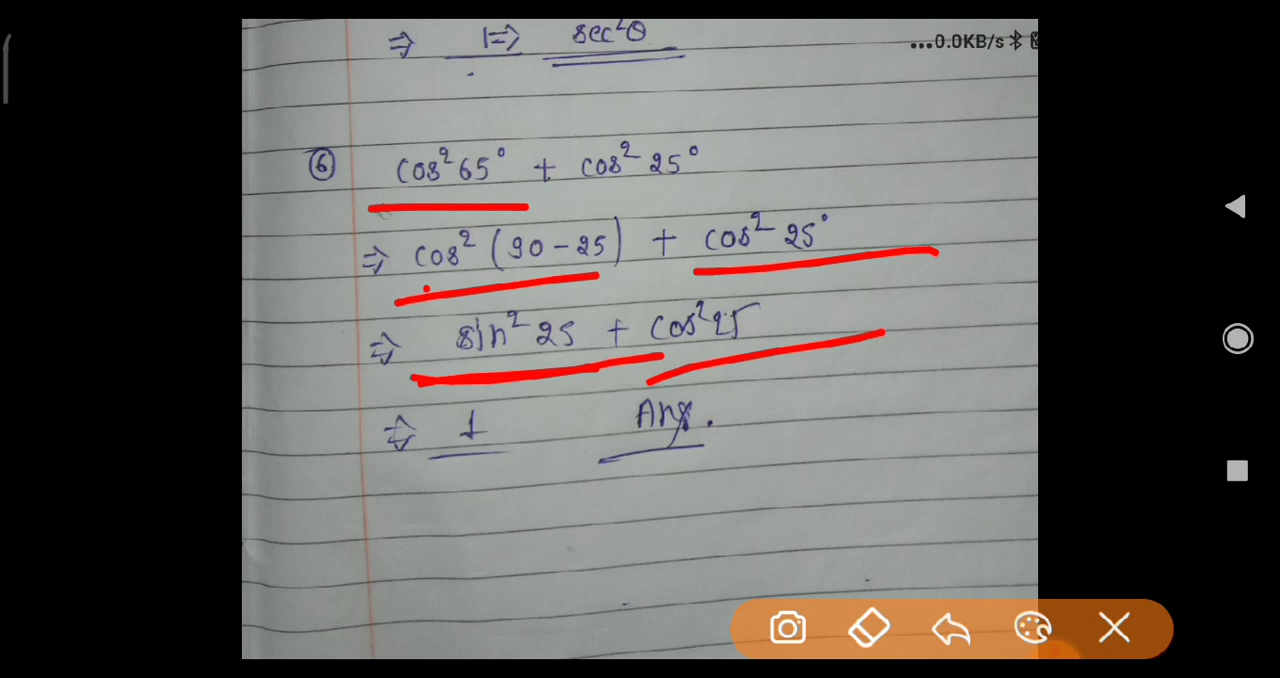 ⇒ 1 ⇒ sec²θ
...0.0KB/s
⑥ cos²65° + cos²25°
⇒ cos²(90-25) + cos²25°
⇒ sin²25 + cos²25
⇒ 1 Ans.